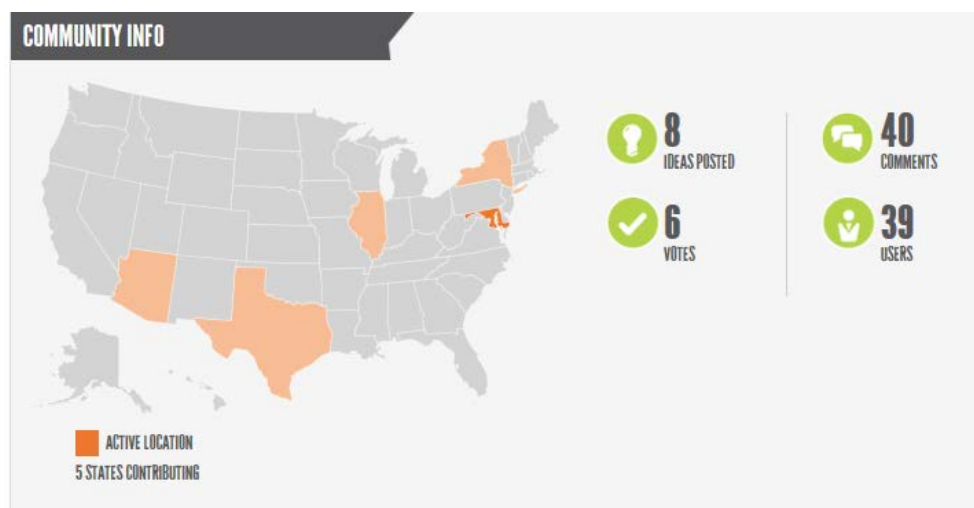 COMMUNITY INFO
8
IDEAS POSTED
40
COMMENTS
6
VOTES
39
USERS
ACTIVE LOCATION
5 STATES CONTRIBUTING